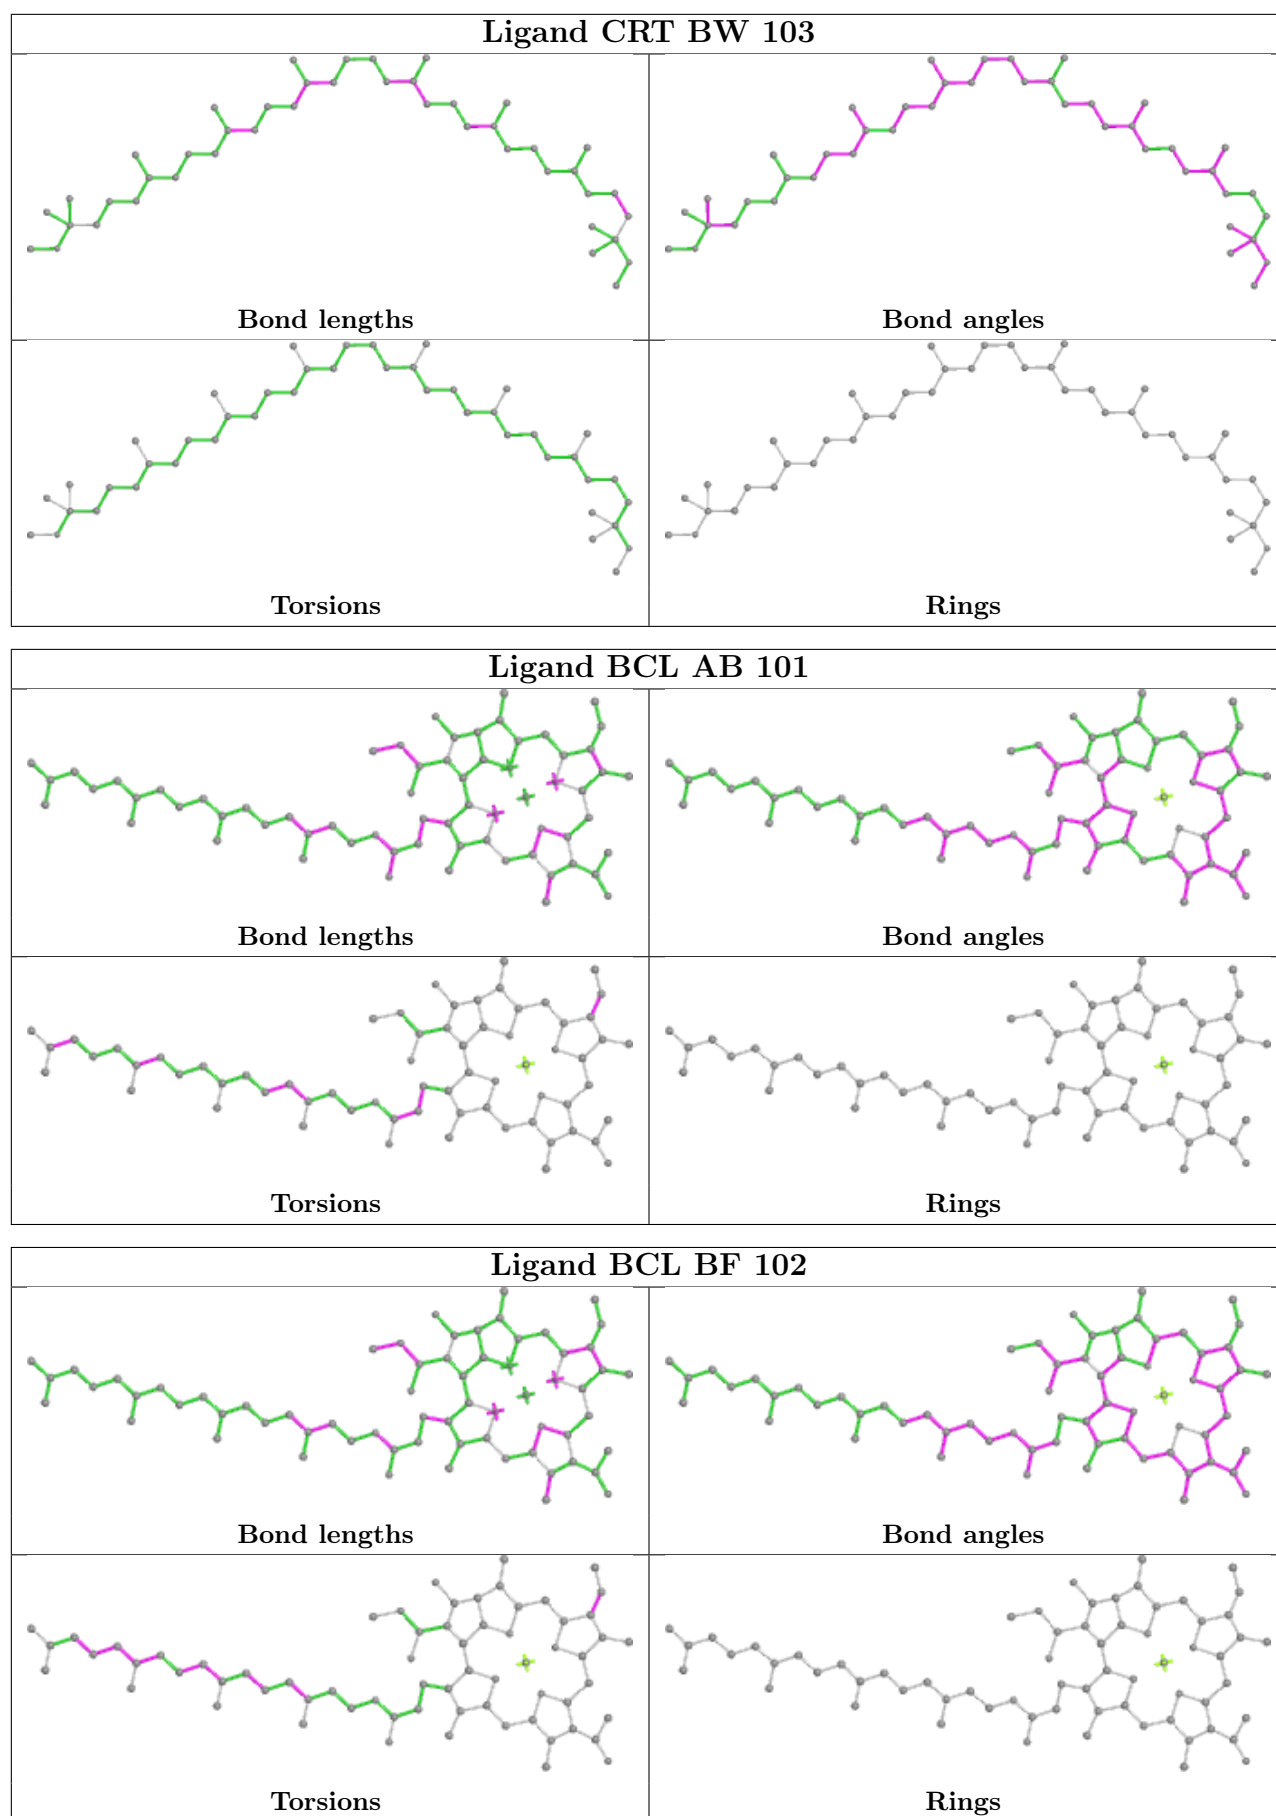 Ligand CRT BW 103
Bond lengths
Bond angles
Torsions
Rings
Ligand BCL AB 101
Bond lengths
Bond angles
Torsions
Rings
Ligand BCL BF 102
Bond lengths
Bond angles
Torsions
Rings